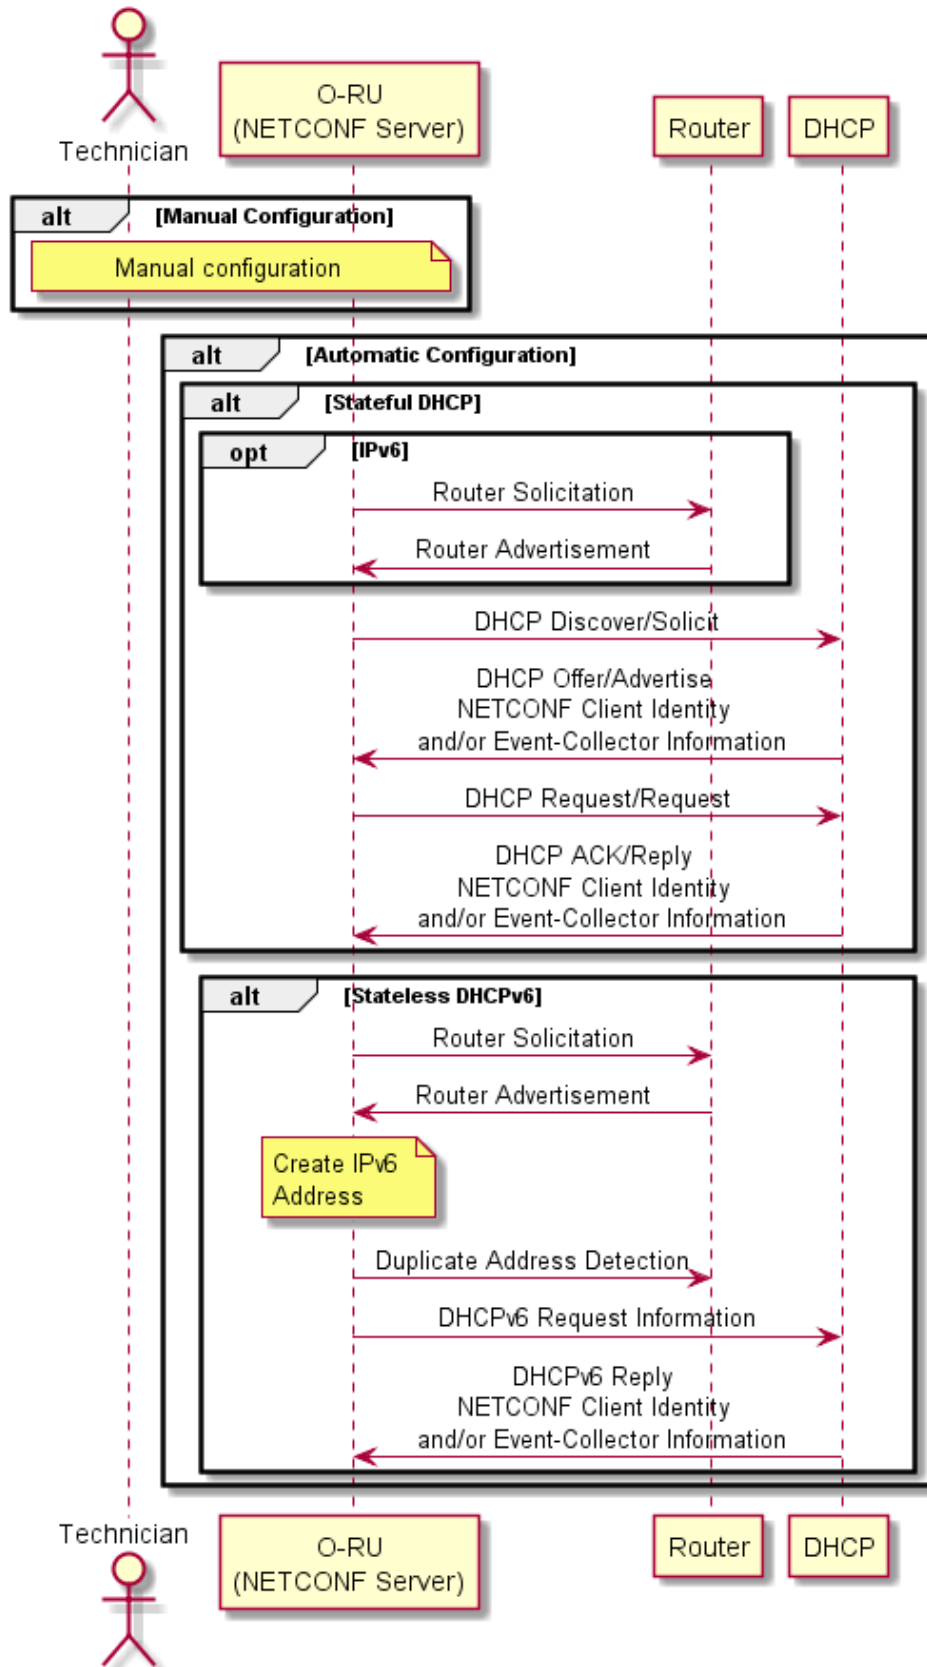 Technician
O-RU
(NETCONF Server)
Router
DHCP
alt
[Manual Configuration]
Manual configuration
alt
[Automatic Configuration]
alt
[Stateful DHCP]
opt
[IPv6]
Router Solicitation
Router Advertisement
DHCP Discover/Solicit
DHCP Offer/Advertise
NETCONF Client Identity
and/or Event-Collector Information
DHCP Request/Request
DHCP ACK/Reply
NETCONF Client Identity
and/or Event-Collector Information
alt
[Stateless DHCPv6]
Router Solicitation
Router Advertisement
Create IPv6
Address
Duplicate Address Detection
DHCPv6 Request Information
DHCPv6 Reply
NETCONF Client Identity
and/or Event-Collector Information
Technician
O-RU
(NETCONF Server)
Router
DHCP